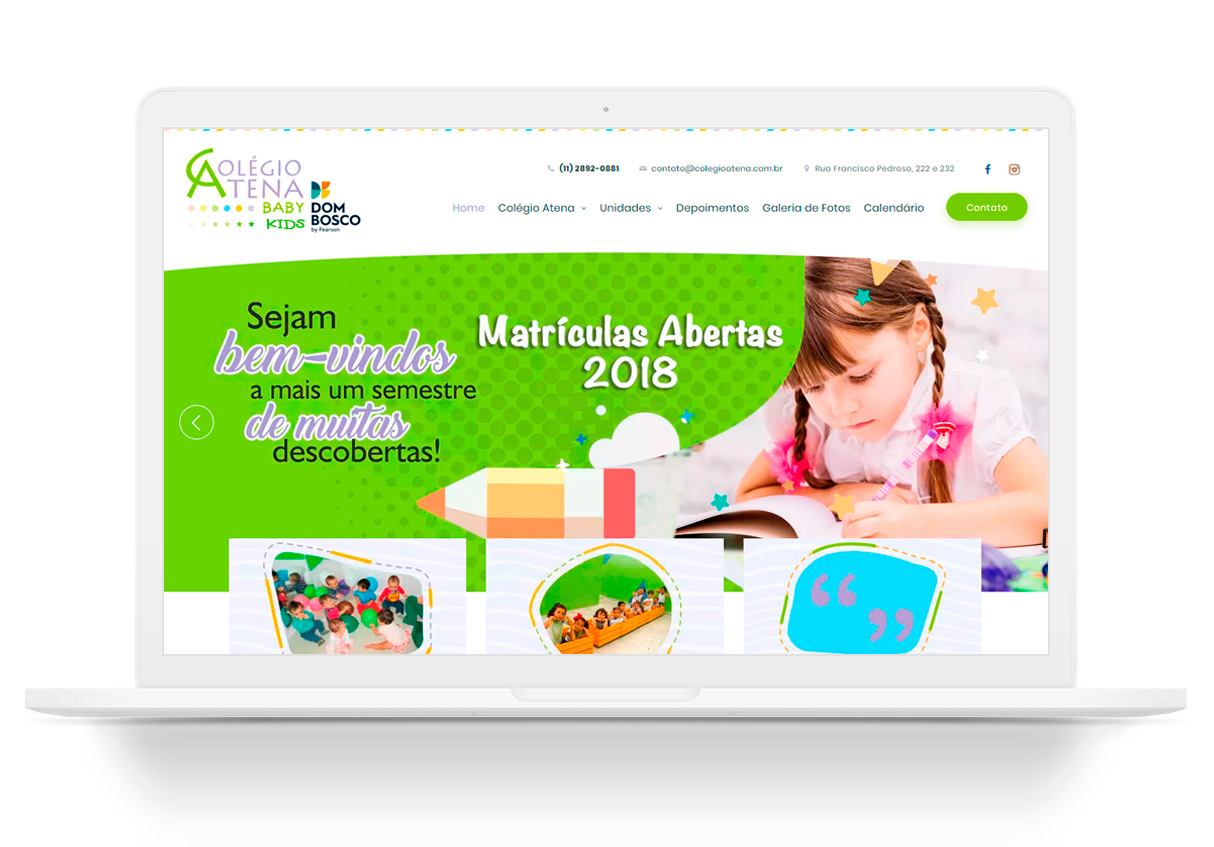 COLÉGIO
ATENA
BABY
KIDS
DOM
BOSCO
by Pearson
(11) 2892-0881
contato@colegioatena.com.br
Rua Francisco Pedroso, 222 e 232
Home
Colégio Atena
Unidades
Depoimentos
Galeria de Fotos
Calendário
Contato
Sejam
bem-vindos
a mais um semestre
de muitas
descobertas!
Matrículas Abertas
2018
“ ”